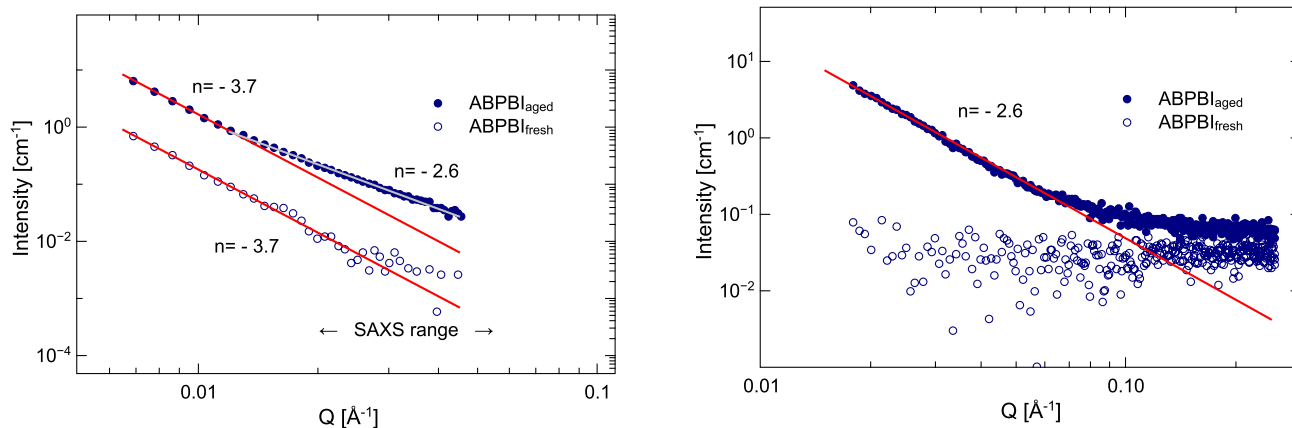 10⁰
10⁻²
10⁻⁴
Intensity [cm⁻¹]
n= - 3.7
ABPBIaged
ABPBIfresh
n= - 2.6
n= - 3.7
← SAXS range →
0.01
0.1
Q [Å⁻¹]
10¹
10⁰
10⁻¹
10⁻²
Intensity [cm⁻¹]
n= - 2.6
ABPBIaged
ABPBIfresh
0.01
0.10
Q [Å⁻¹]